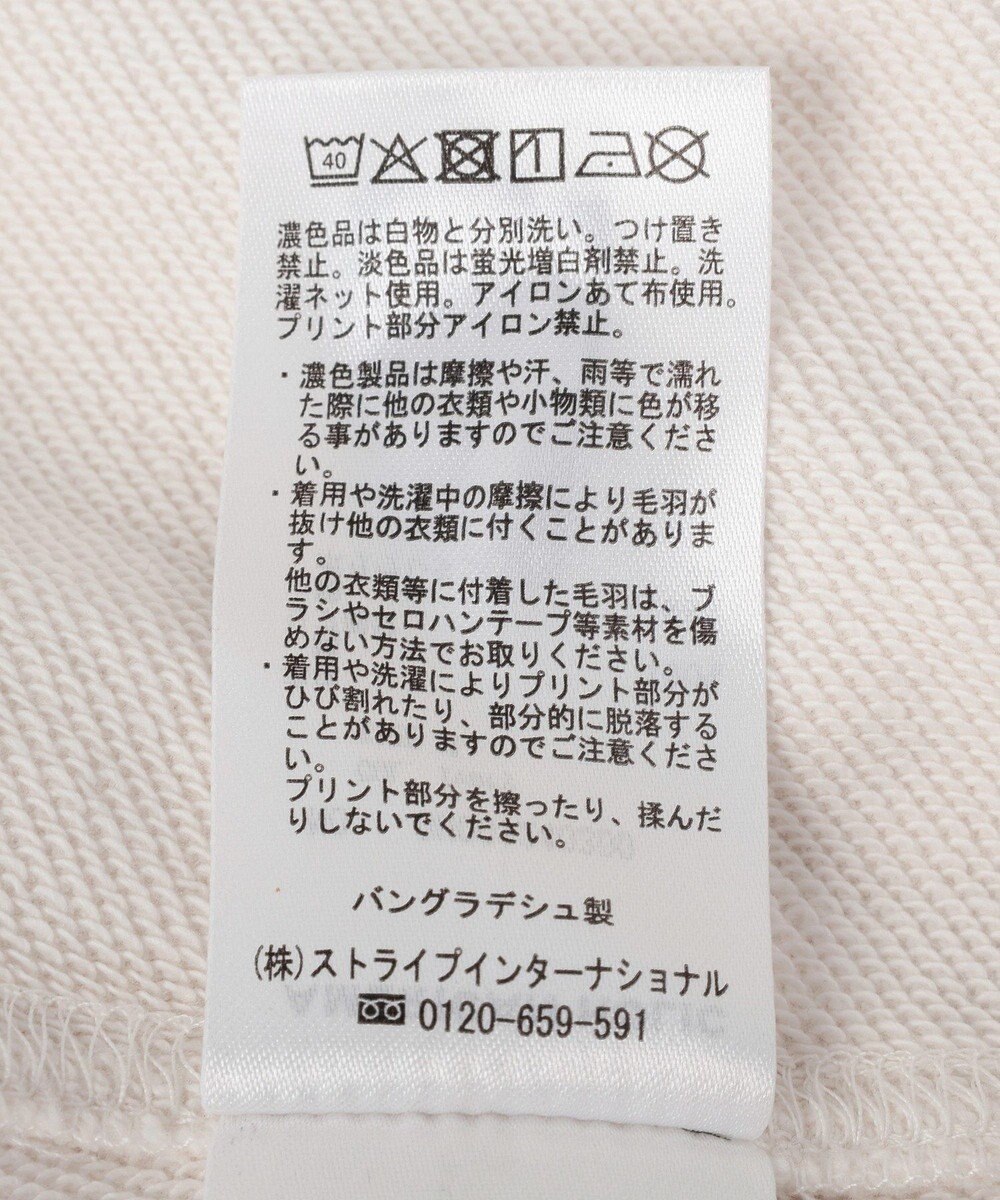 40
濃色品は白物と分別洗い。つけ置き
禁止。淡色品は蛍光増白剤禁止。洗
濯ネット使用。アイロンあて布使用。
プリント部分アイロン禁止。
・濃色製品は摩擦や汗、雨等で濡れ
た際に他の衣類や小物類に色が移
る事がありますのでご注意くださ
い。
・着用や洗濯中の摩擦により毛羽が
抜け他の衣類に付くことがありま
す。
他の衣類等に付着した毛羽は、ブ
ラシやセロハンテープ等素材を傷
めない方法でお取りください。
・着用や洗濯によりプリント部分が
ひび割れたり、部分的に脱落する
ことがありますのでご注意くださ
い。
プリント部分を擦ったり、揉んだ
りしないでください。
バングラデシュ製
(株)ストライプインターナショナル
0120-659-591